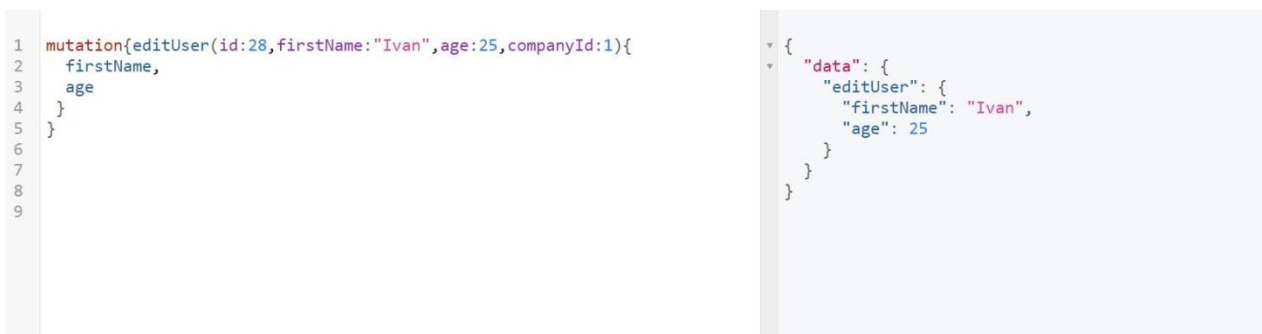 1 mutation{editUser(id:28,firstName:"Ivan",age:25,companyId:1){
2 firstName,
3 age
4 }
5 }
6
7
8
9
{
"data": {
"editUser": {
"firstName": "Ivan",
"age": 25
}
}
}